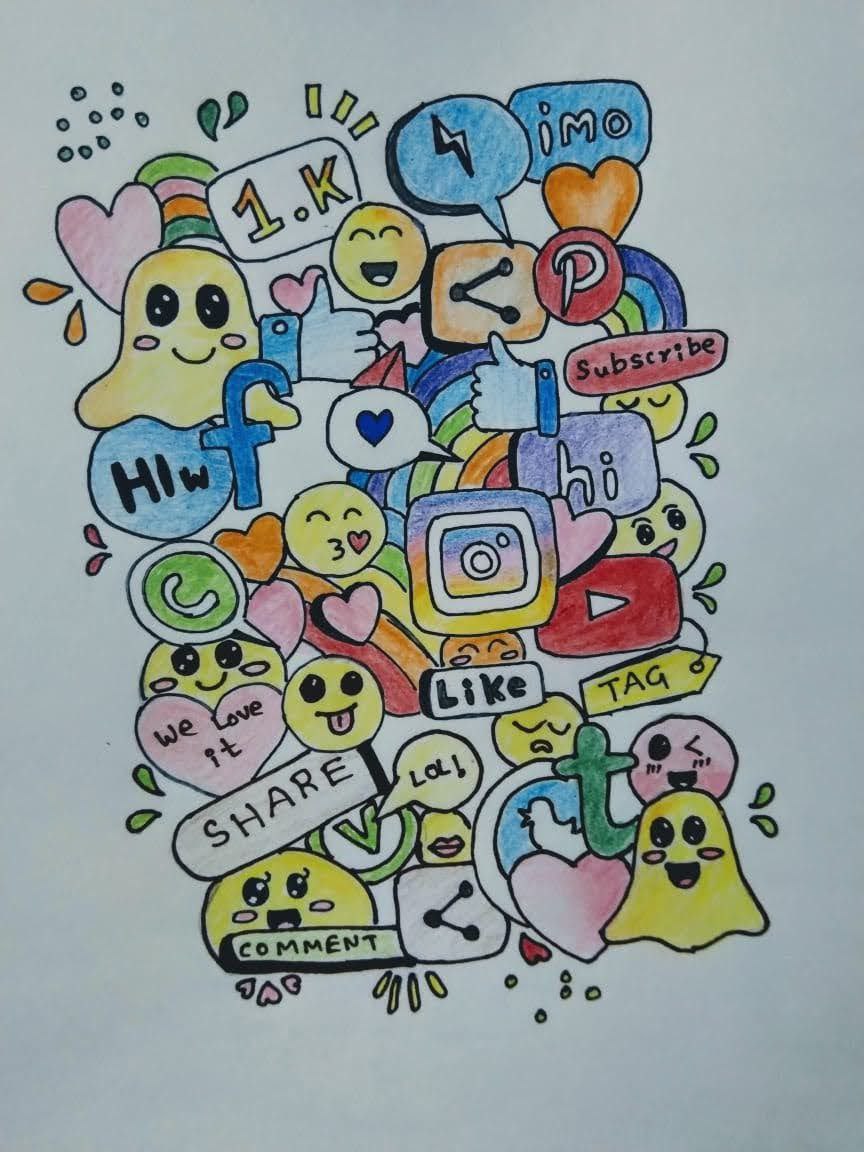 1.K
imo
P
Subscribe
f
Hlw
hi
Like
TAG
We Love
it
SHARE
LOL!
t
V
COMMENT